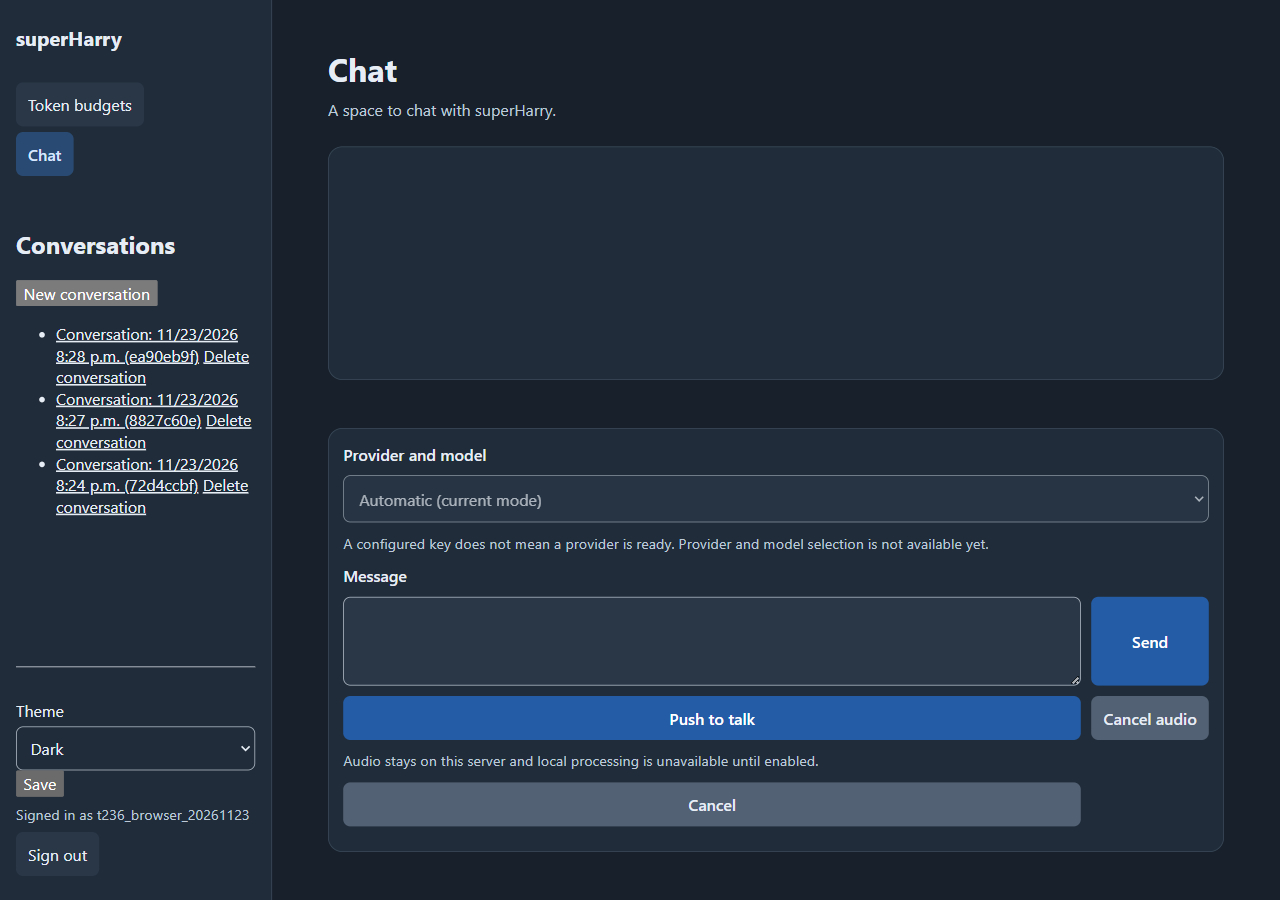 superHarry
Token budgets
Chat
Conversations
New conversation
Conversation: 11/23/2026
8:28 p.m. (ea90eb9f) Delete
conversation
Conversation: 11/23/2026
8:27 p.m. (8827c60e) Delete
conversation
Conversation: 11/23/2026
8:24 p.m. (72d4ccbf) Delete
conversation
Theme
Dark
Save
Signed in as t236_browser_20261123
Sign out
Chat
A space to chat with superHarry.
Provider and model
Automatic (current mode)
A configured key does not mean a provider is ready. Provider and model selection is not available yet.
Message
Send
Push to talk
Cancel audio
Audio stays on this server and local processing is unavailable until enabled.
Cancel